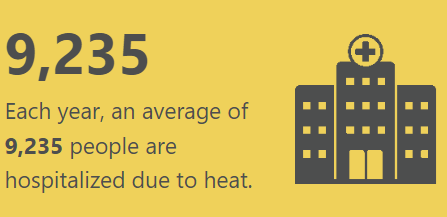 9,235
Each year, an average of
9,235 people are
hospitalized due to heat.